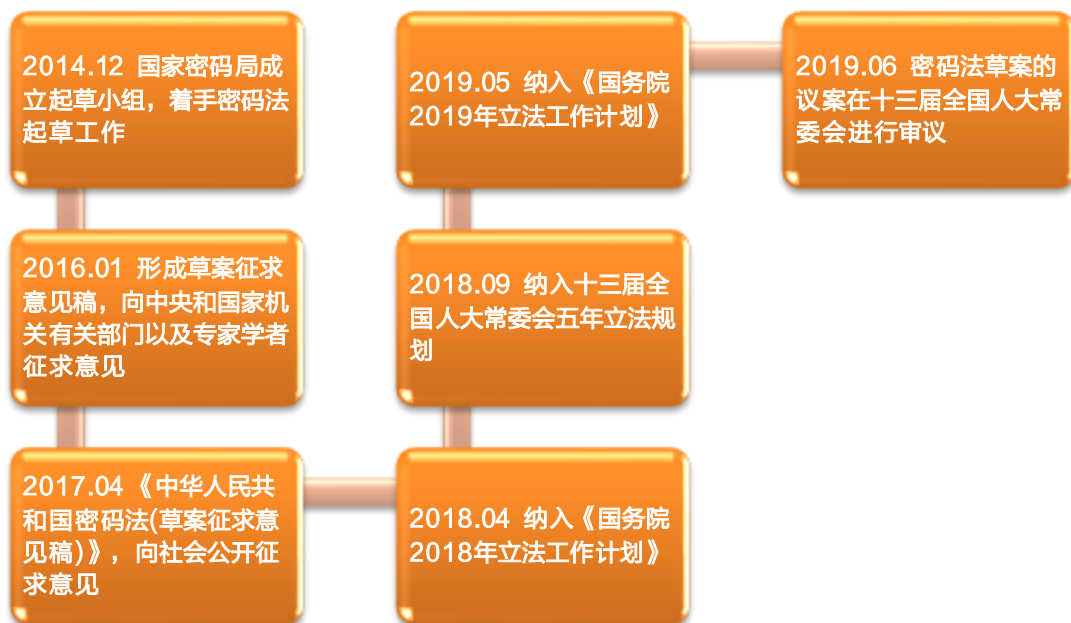 2014.12 国家密码局成
立起草小组，着手密码法
起草工作
2016.01 形成草案征求
意见稿，向中央和国家机
关有关部门以及专家学者
征求意见
2017.04《中华人民共
和国密码法(草案征求意
见稿)》，向社会公开征
求意见
2018.04 纳入《国务院
2018年立法工作计划》
2018.09 纳入十三届全
国人大常委会五年立法规
划
2019.05 纳入《国务院
2019年立法工作计划》
2019.06 密码法草案的
议案在十三届全国人大常
委会进行审议